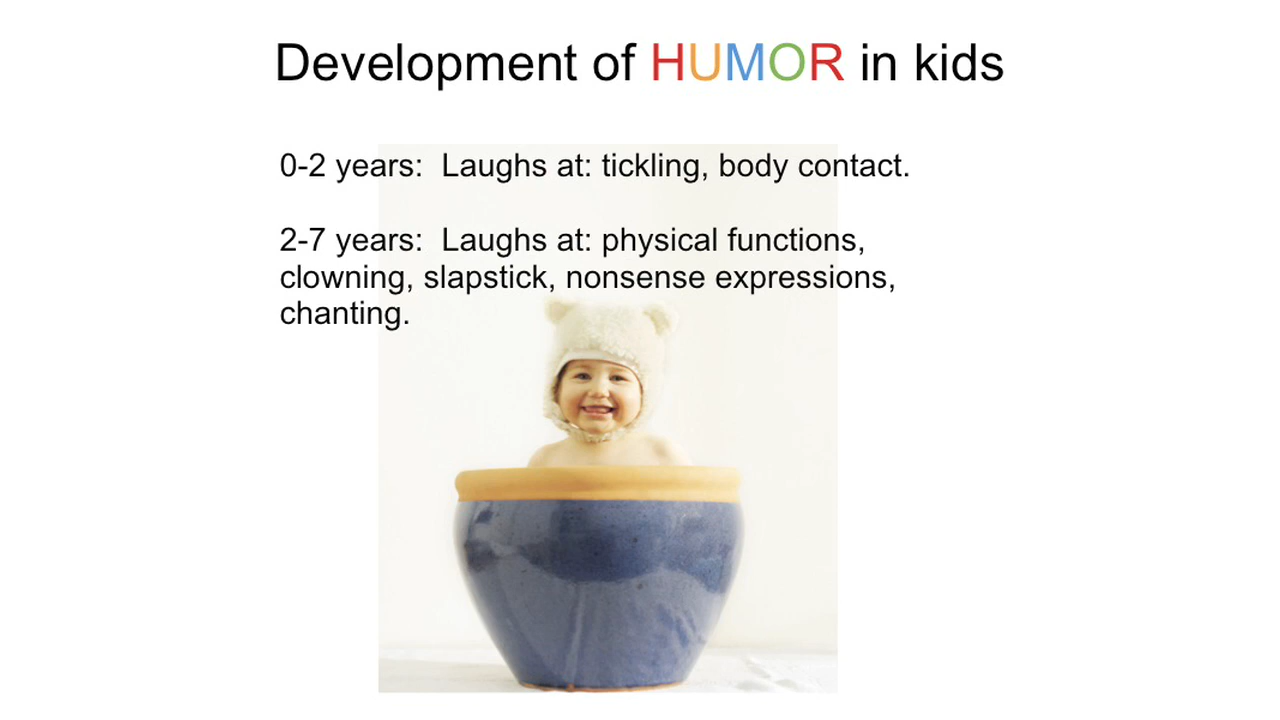 Development of HUMOR in kids
0-2 years:  Laughs at: tickling, body contact.
2-7 years:  Laughs at: physical functions,
clowning, slapstick, nonsense expressions,
chanting.